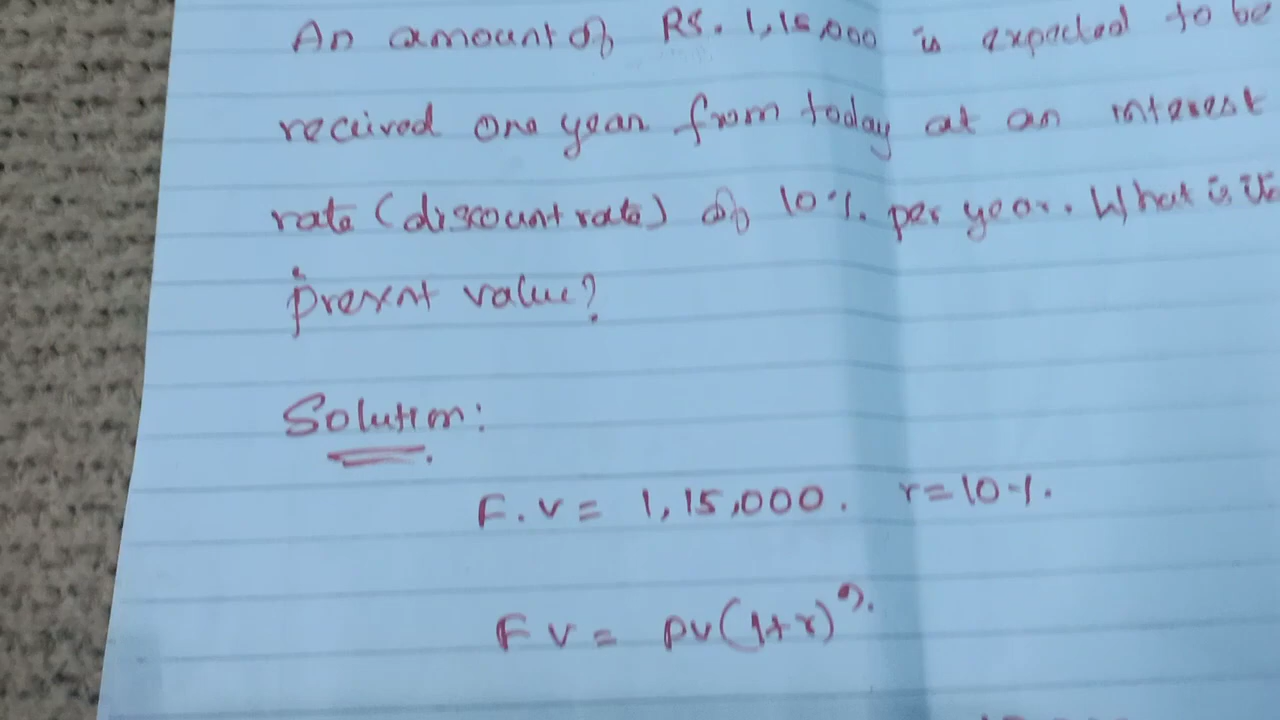 An amount of Rs. 1,15,000 is expected to be
received one year from today at an interest
rate (discount rate) of 10%. per year. What is its
present value?
Solution:
F.V = 1,15,000. r=10%.
FV = PV(1+r)^n.